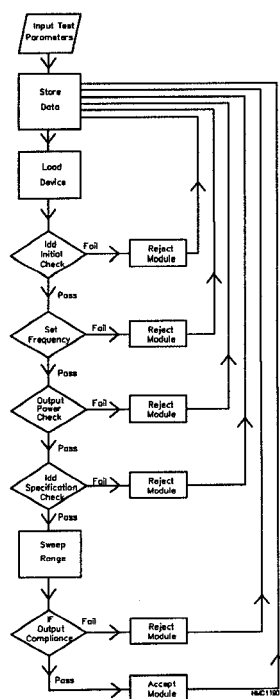 Input Test
Parameters
Store
Data
Load
Device
Idd
Initial
Check
Fail
Reject
Module
Pass
Set
Frequency
Fail
Reject
Module
Pass
Output
Power
Check
Fail
Reject
Module
Pass
Idd
Specification
Check
Fail
Reject
Module
Pass
Sweep
Range
IF
Output
Compliance
Fail
Reject
Module
Pass
Accept
Module